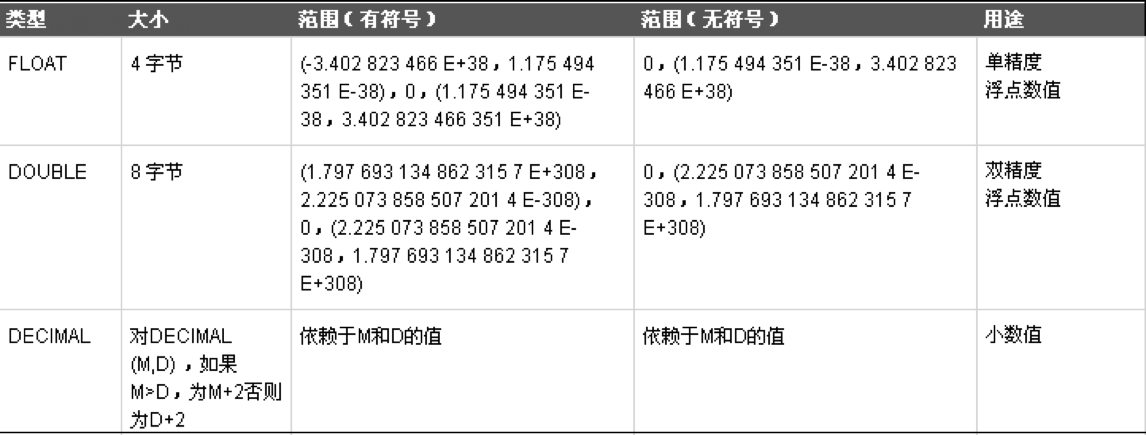 类型 大小 范围（有符号） 范围（无符号） 用途
FLOAT
4 字节
(-3.402 823 466 E+38，1.175 494
351 E-38)，0，(1.175 494 351 E-
38，3.402 823 466 351 E+38)
0，(1.175 494 351 E-38，3.402 823
466 E+38)
单精度
浮点数值
DOUBLE
8 字节
(1.797 693 134 862 315 7 E+308，
2.225 073 858 507 201 4 E-308)，
0，(2.225 073 858 507 201 4 E-
308，1.797 693 134 862 315 7
E+308)
0，(2.225 073 858 507 201 4 E-
308，1.797 693 134 862 315 7
E+308)
双精度
浮点数值
DECIMAL
对DECIMAL
(M,D) ，如果
M>D，为M+2否则
为D+2
依赖于M和D的值
依赖于M和D的值
小数值